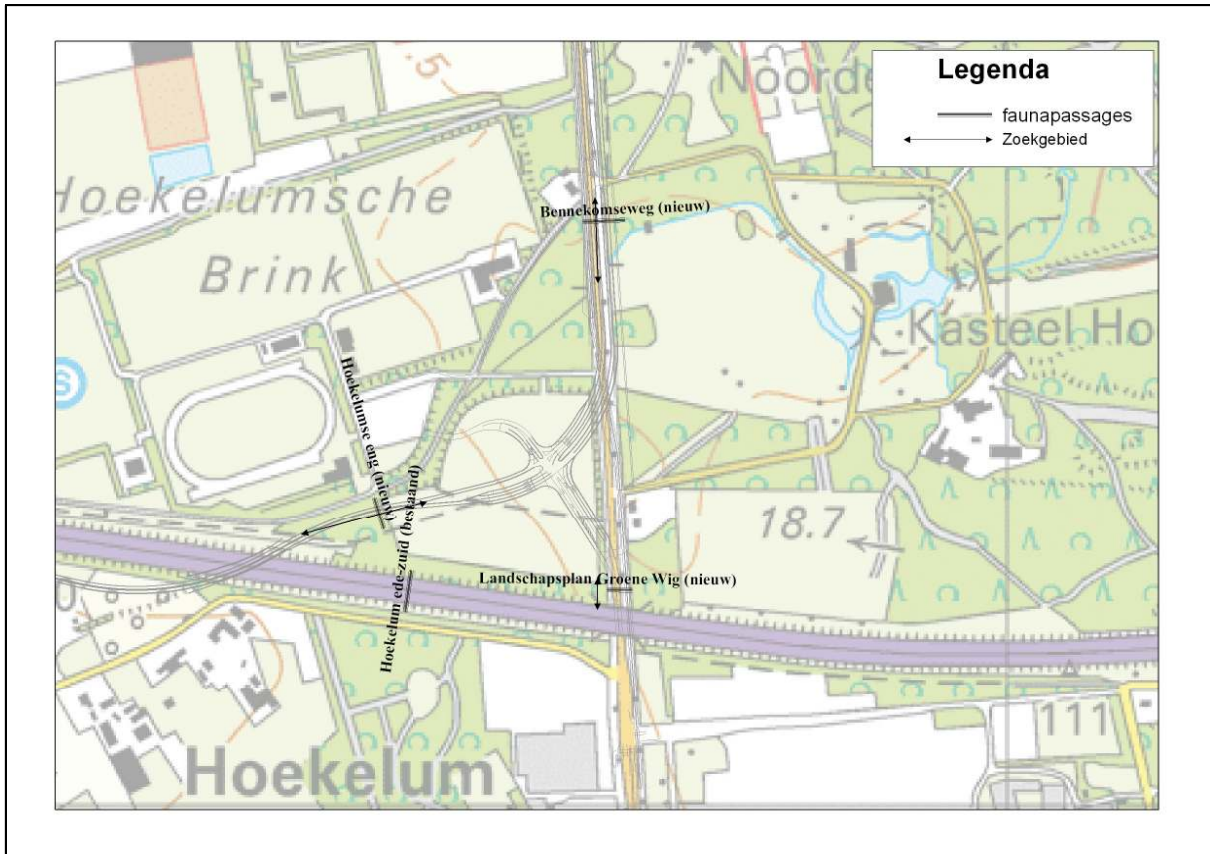 Legenda
faunapassages
Zoekgebied
.5
Noorde
Hoekelumsche
Brink
Bennekomseweg (nieuw)
Kasteel Ho
s
Hoekelumse eng (nieuw)
Hoekelum ede-zuid (bestaand)
18.7
Landschapsplan Groene Wig (nieuw)
Hoekelum
111